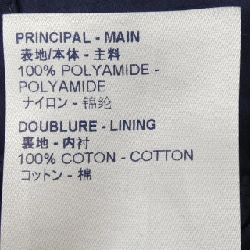 PRINCIPAL - MAIN
表地/本体 - 主料
100% POLYAMIDE -
POLYAMIDE
ナイロン - 锦纶
DOUBLURE - LINING
裏地 - 内衬
100% COTON - COTTON
コットン - 棉